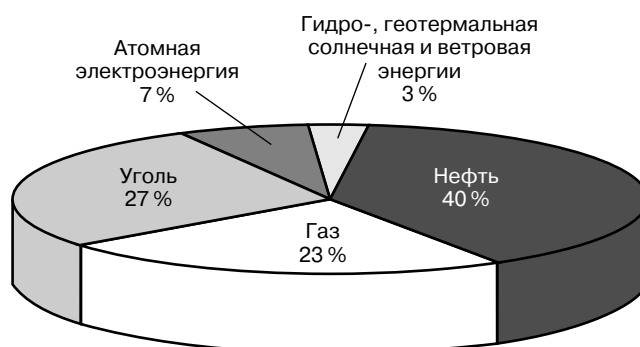 Гидро-, геотермальная
солнечная и ветровая
энергии
3 %
Атомная
электроэнергия
7 %
Уголь
27 %
Нефть
40 %
Газ
23 %